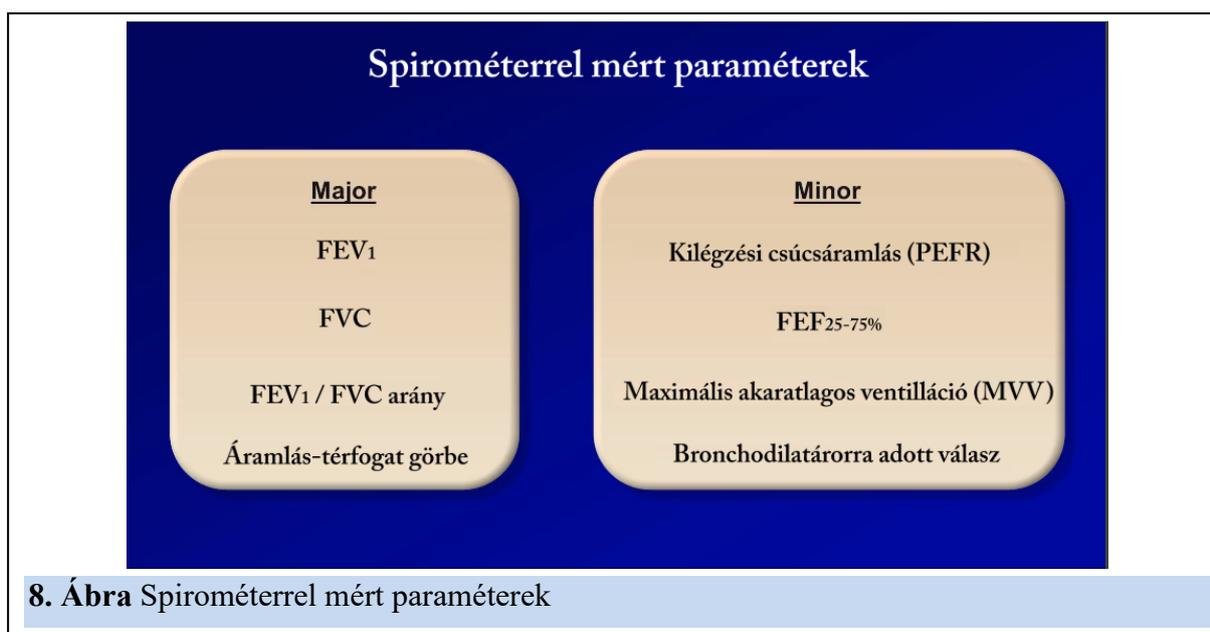 Spirométerrel mért paraméterek
Major
FEV1
FVC
FEV1 / FVC arány
Áramlás-térfogat görbe
Minor
Kilégzési csúcsáramlás (PEFR)
FEF25-75%
Maximális akaratlagos ventilláció (MVV)
Bronchodilatárorra adott válasz
8. Ábra Spirométerrel mért paraméterek